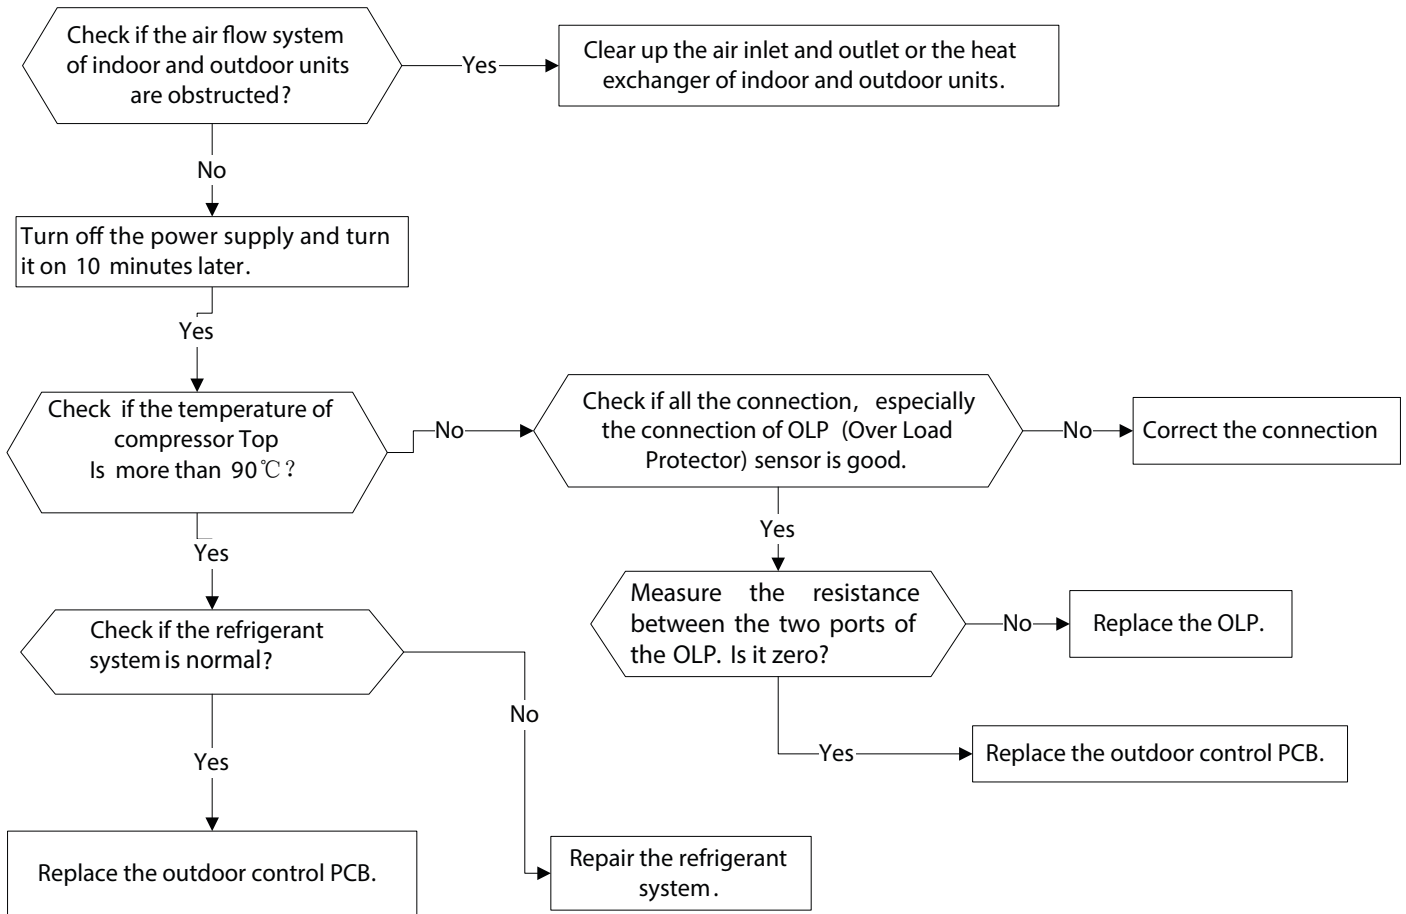 Check if the air flow system
of indoor and outdoor units
are obstructed?
Yes
Clear up the air inlet and outlet or the heat
exchanger of indoor and outdoor units.
No
Turn off the power supply and turn
it on 10 minutes later.
Yes
Check if the temperature of
compressor Top
Is more than 90℃?
No
Check if all the connection, especially
the connection of OLP (Over Load
Protector) sensor is good.
No
Correct the connection
Yes
Yes
Measure the resistance
between the two ports of
the OLP. Is it zero?
No
Replace the OLP.
Check if the refrigerant
system is normal?
No
Yes
Yes
Replace the outdoor control PCB.
Replace the outdoor control PCB.
Repair the refrigerant
system.